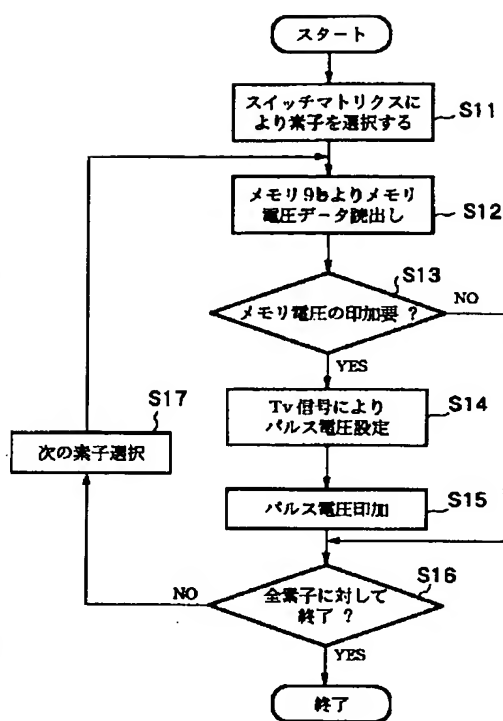 スタート
スイッチマトリクスに
より素子を選択する
S11
メモリ9bよりメモリ
電圧データ読出し
S12
S13
メモリ電圧の印加要？
NO
YES
Tv信号により
パルス電圧設定
S14
S17
次の素子選択
パルス電圧印加
S15
S16
全素子に対して
終了？
NO
YES
終了